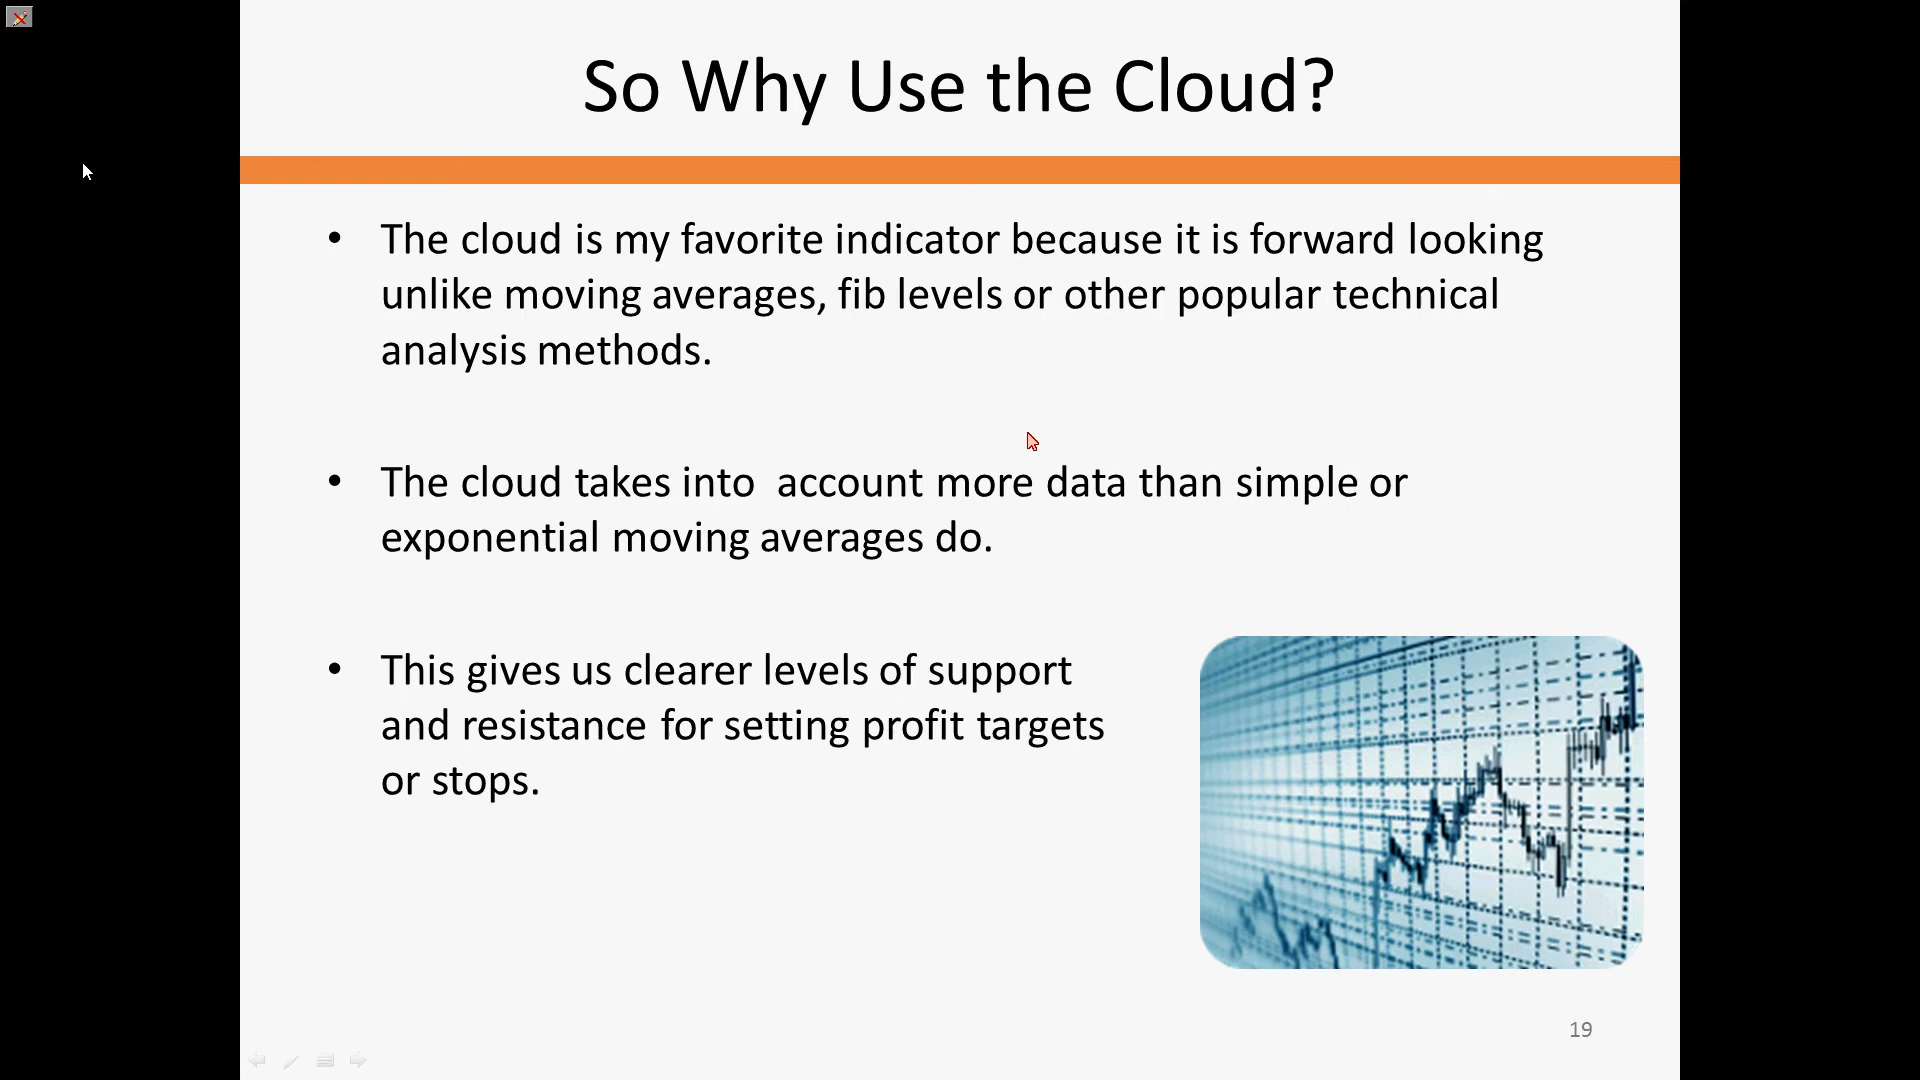 So Why Use the Cloud?
• The cloud is my favorite indicator because it is forward looking
unlike moving averages, fib levels or other popular technical
analysis methods.
• The cloud takes into  account more data than simple or
exponential moving averages do.
• This gives us clearer levels of support
and resistance for setting profit targets
or stops.
19